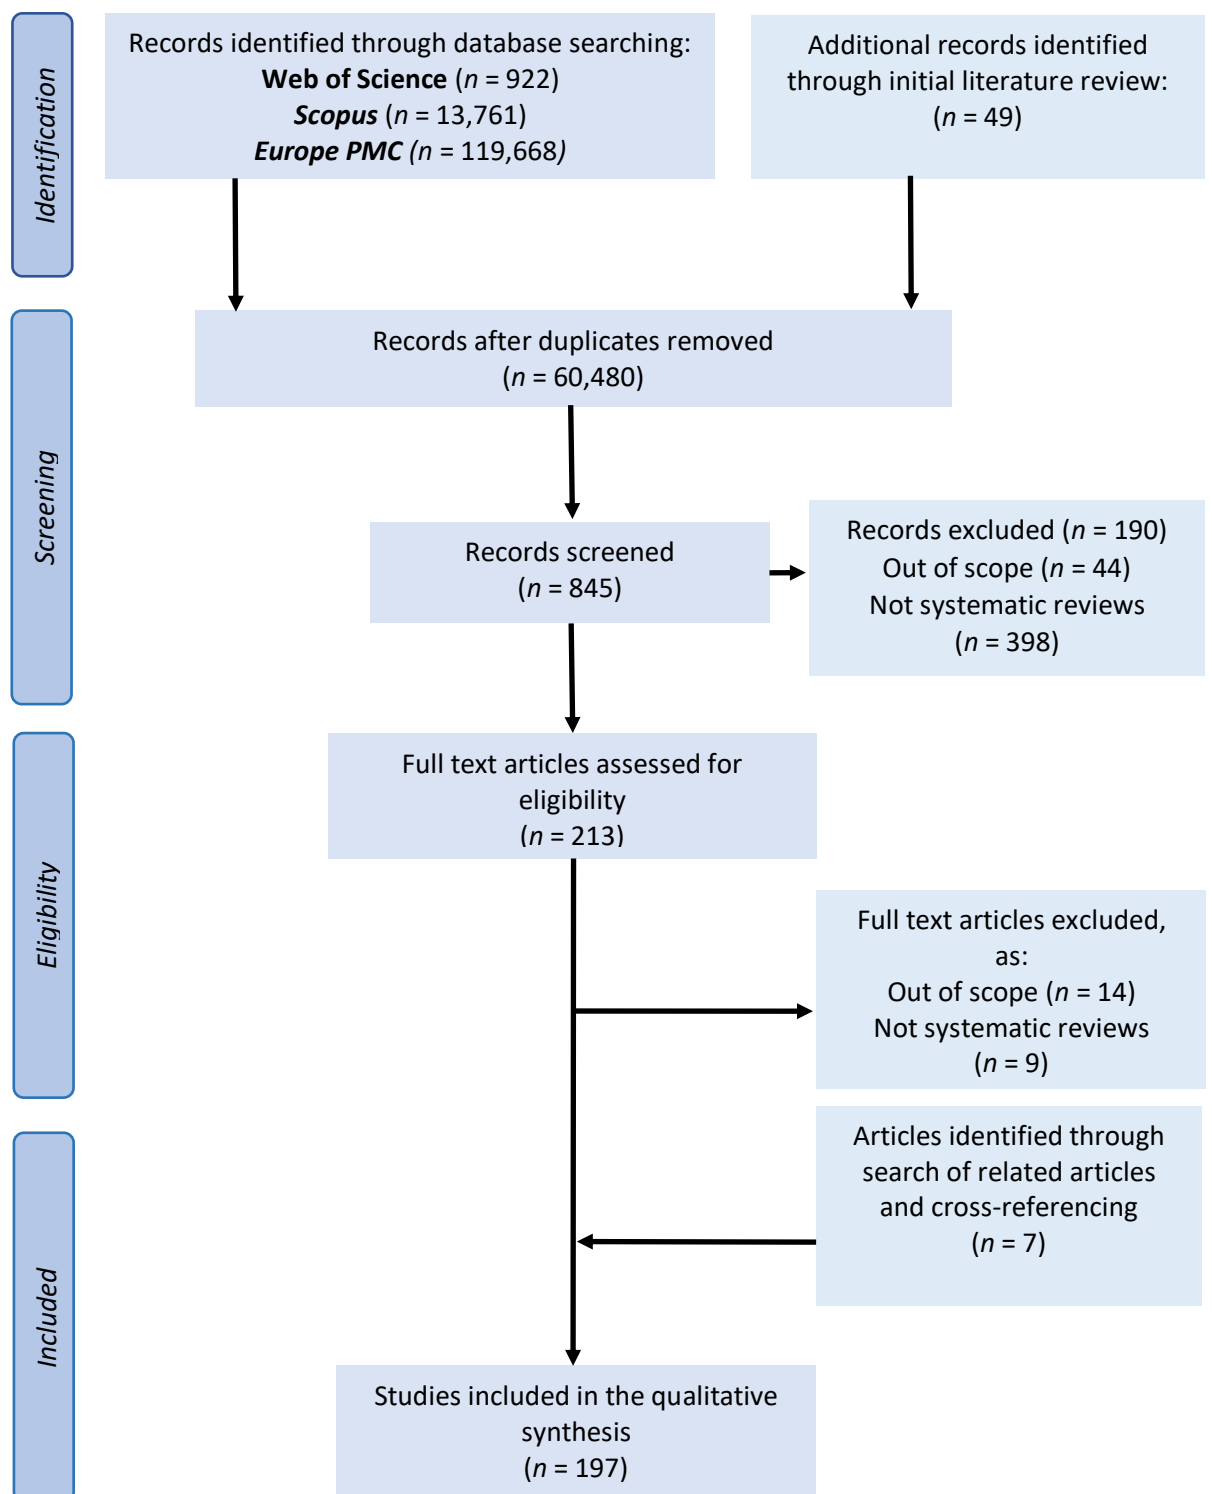 Identification
Records identified through database searching:
Web of Science (n = 922)
Scopus (n = 13,761)
Europe PMC (n = 119,668)
Additional records identified
through initial literature review:
(n = 49)
Screening
Records after duplicates removed
(n = 60,480)
Records screened
(n = 845)
Records excluded (n = 190)
Out of scope (n = 44)
Not systematic reviews
(n = 398)
Eligibility
Full text articles assessed for
eligibility
(n = 213)
Full text articles excluded,
as:
Out of scope (n = 14)
Not systematic reviews
(n = 9)
Included
Articles identified through
search of related articles
and cross-referencing
(n = 7)
Studies included in the qualitative
synthesis
(n = 197)